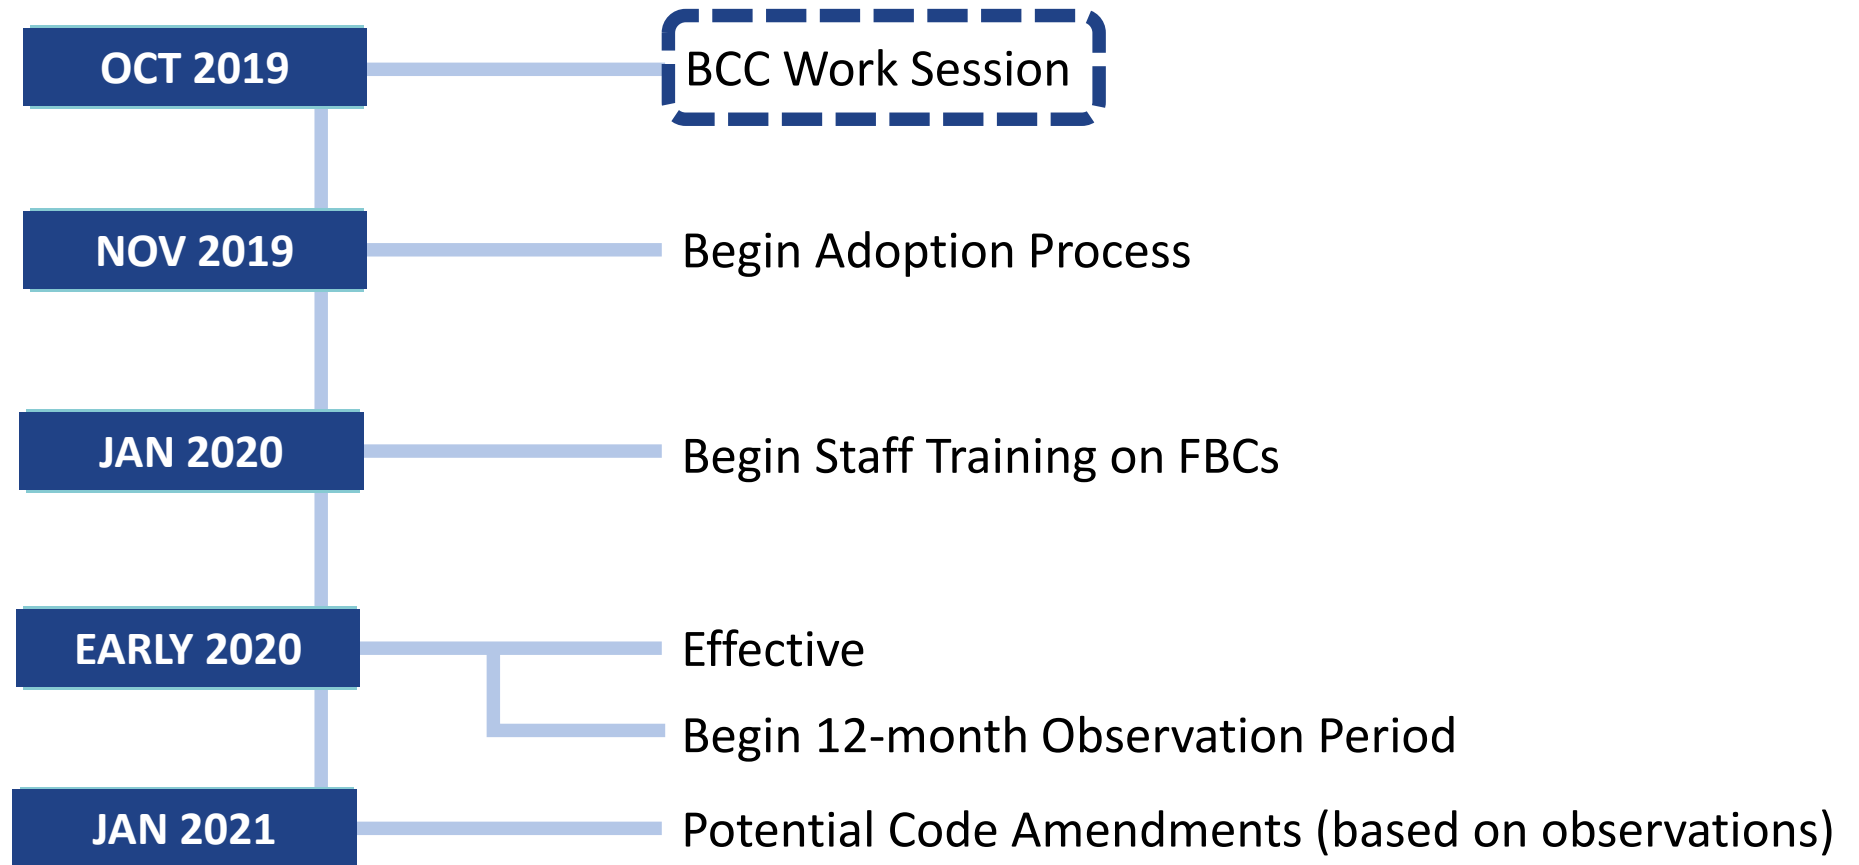 OCT 2019
BCC Work Session
NOV 2019
Begin Adoption Process
JAN 2020
Begin Staff Training on FBCs
EARLY 2020
Effective
Begin 12-month Observation Period
JAN 2021
Potential Code Amendments (based on observations)